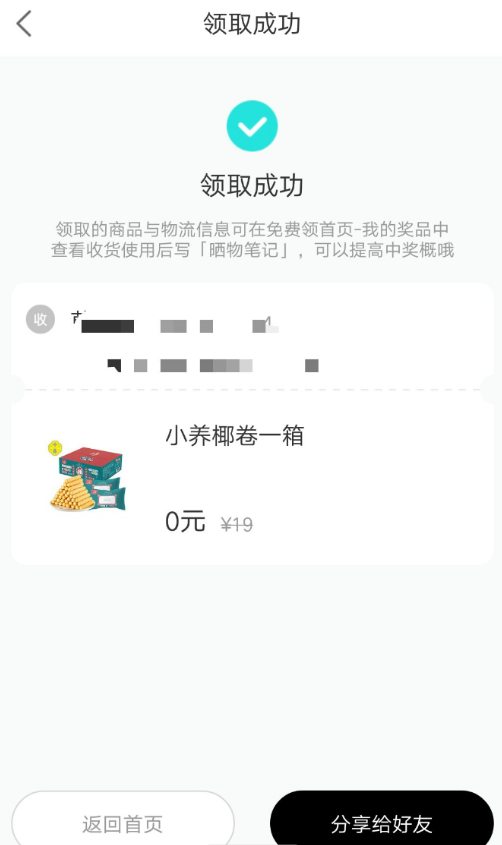 领取成功
领取成功
领取的商品与物流信息可在免费领首页-我的奖品中
查看收货使用后写「晒物笔记」,可以提高中奖概哦
收
小养椰卷一箱
0元 ¥19
返回首页 分享给好友